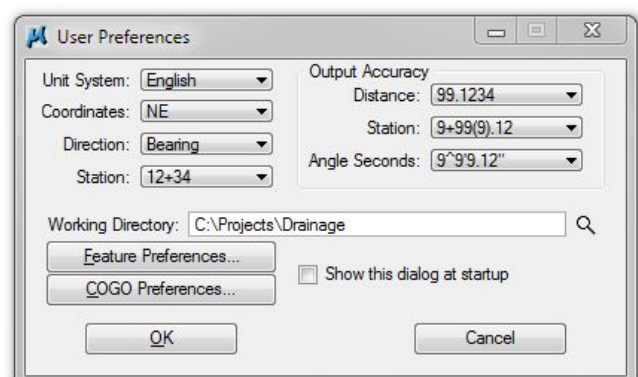 User Preferences
Unit System: English
Coordinates: NE
Direction: Bearing
Station: 12+34
Output Accuracy
Distance: 99.1234
Station: 9+99(9).12
Angle Seconds: 9^9'9.12"
Working Directory: C:\Projects\Drainage
Feature Preferences...
COGO Preferences...
Show this dialog at startup
OK
Cancel